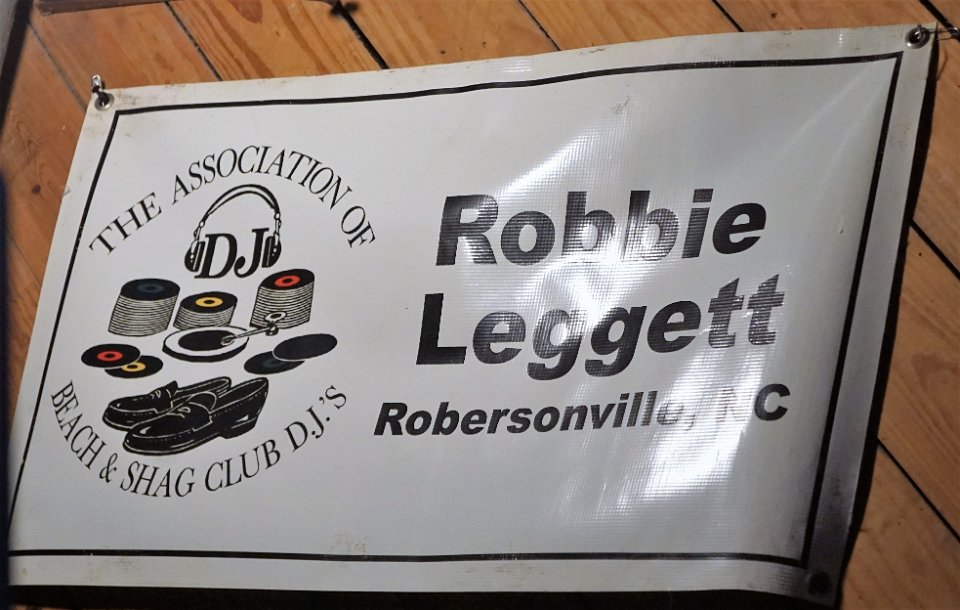 THE ASSOCIATION OF
DJ
BEACH & SHAG CLUB D.J.'S
Robbie
Leggett
Robersonville, NC